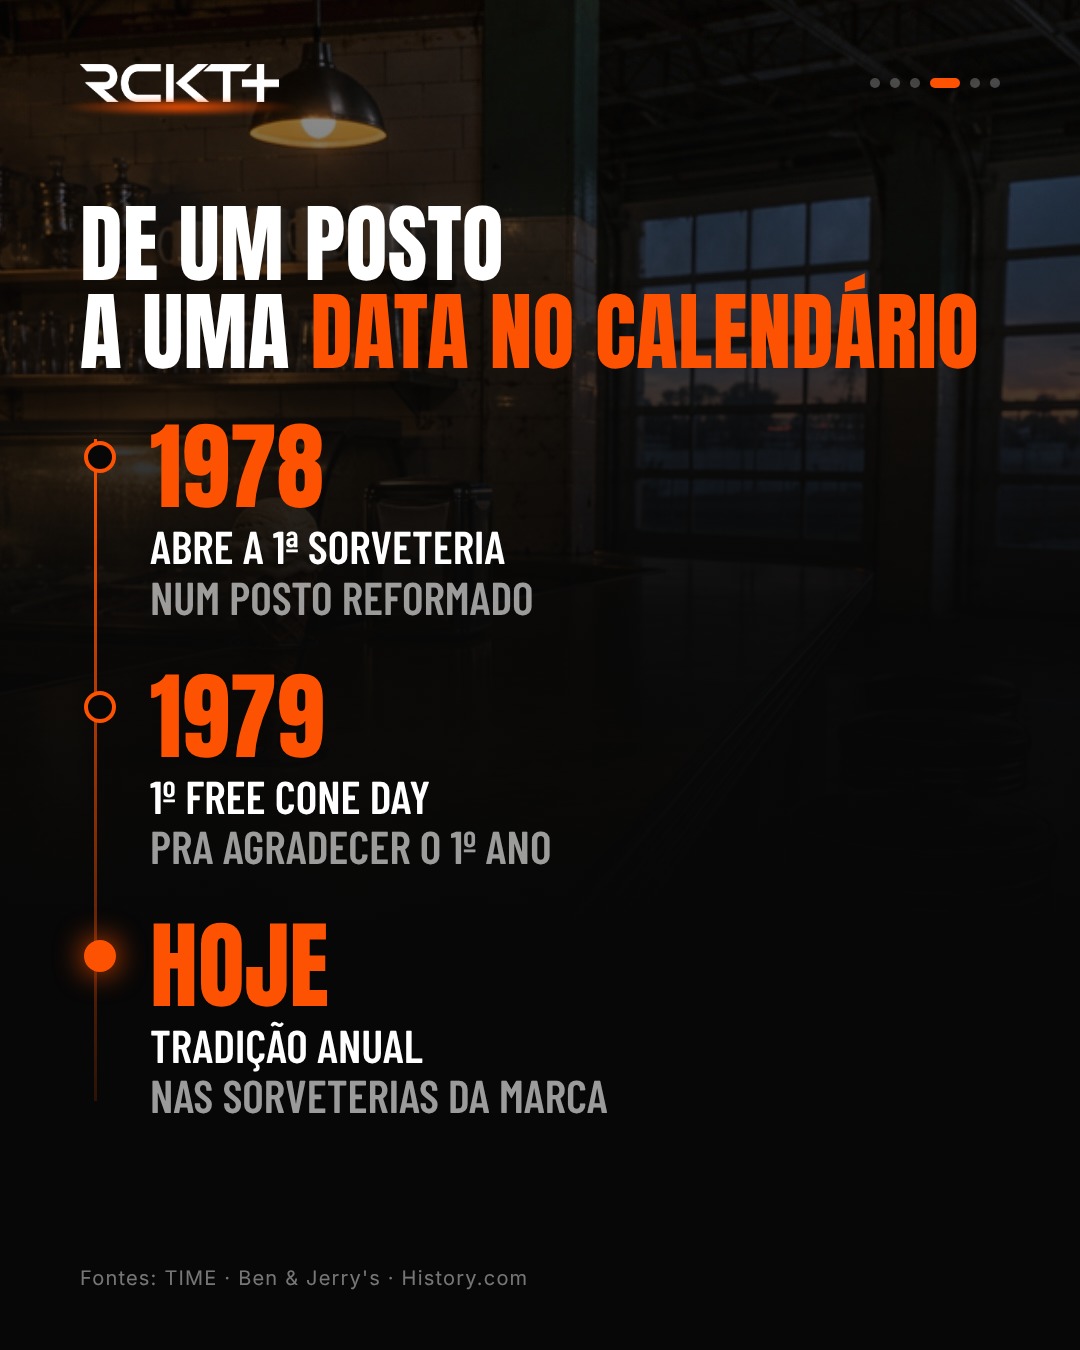 RCKT+
DE UM POSTO
A UMA DATA NO CALENDÁRIO
1978
ABRE A 1ª SORVETERIA
NUM POSTO REFORMADO
1979
1º FREE CONE DAY
PRA AGRADECER O 1º ANO
HOJE
TRADIÇÃO ANUAL
NAS SORVETERIAS DA MARCA
Fontes: TIME · Ben & Jerry's · History.com